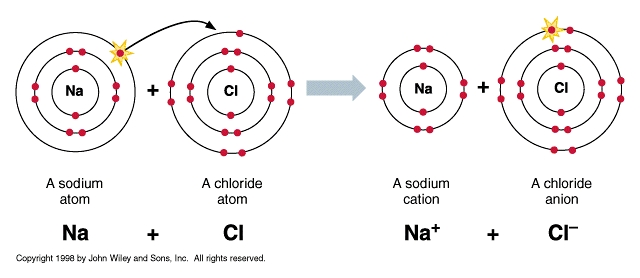 Na + Cl Na + Cl
A sodium atom A chloride atom A sodium cation A chloride anion
Na + Cl Na⁺ + Cl⁻
Copyright 1998 by John Wiley and Sons, Inc. All rights reserved.